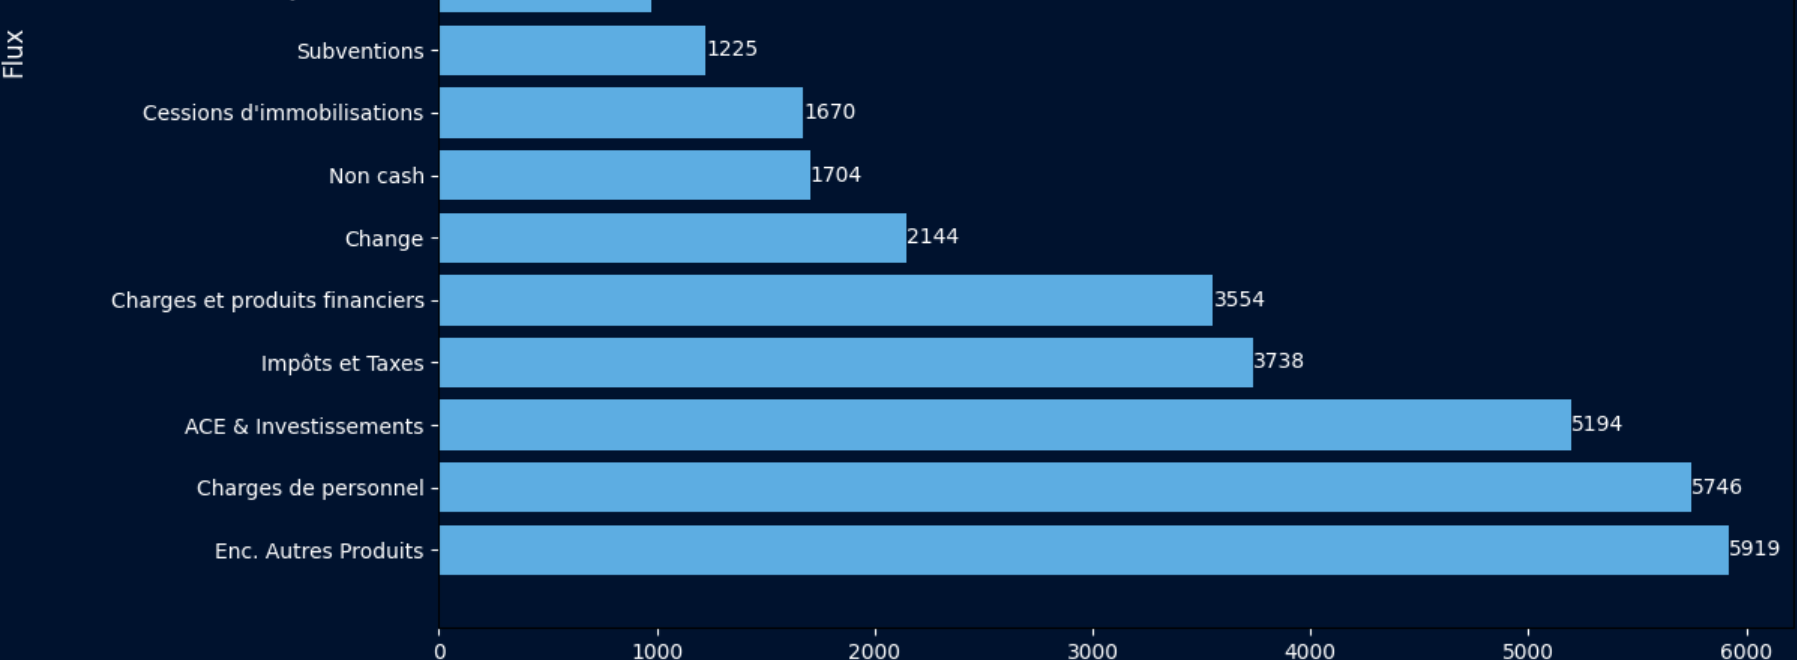 Flux
Subventions 1225
Cessions d'immobilisations 1670
Non cash 1704
Change 2144
Charges et produits financiers 3554
Impôts et Taxes 3738
ACE & Investissements 5194
Charges de personnel 5746
Enc. Autres Produits 5919
0 1000 2000 3000 4000 5000 6000